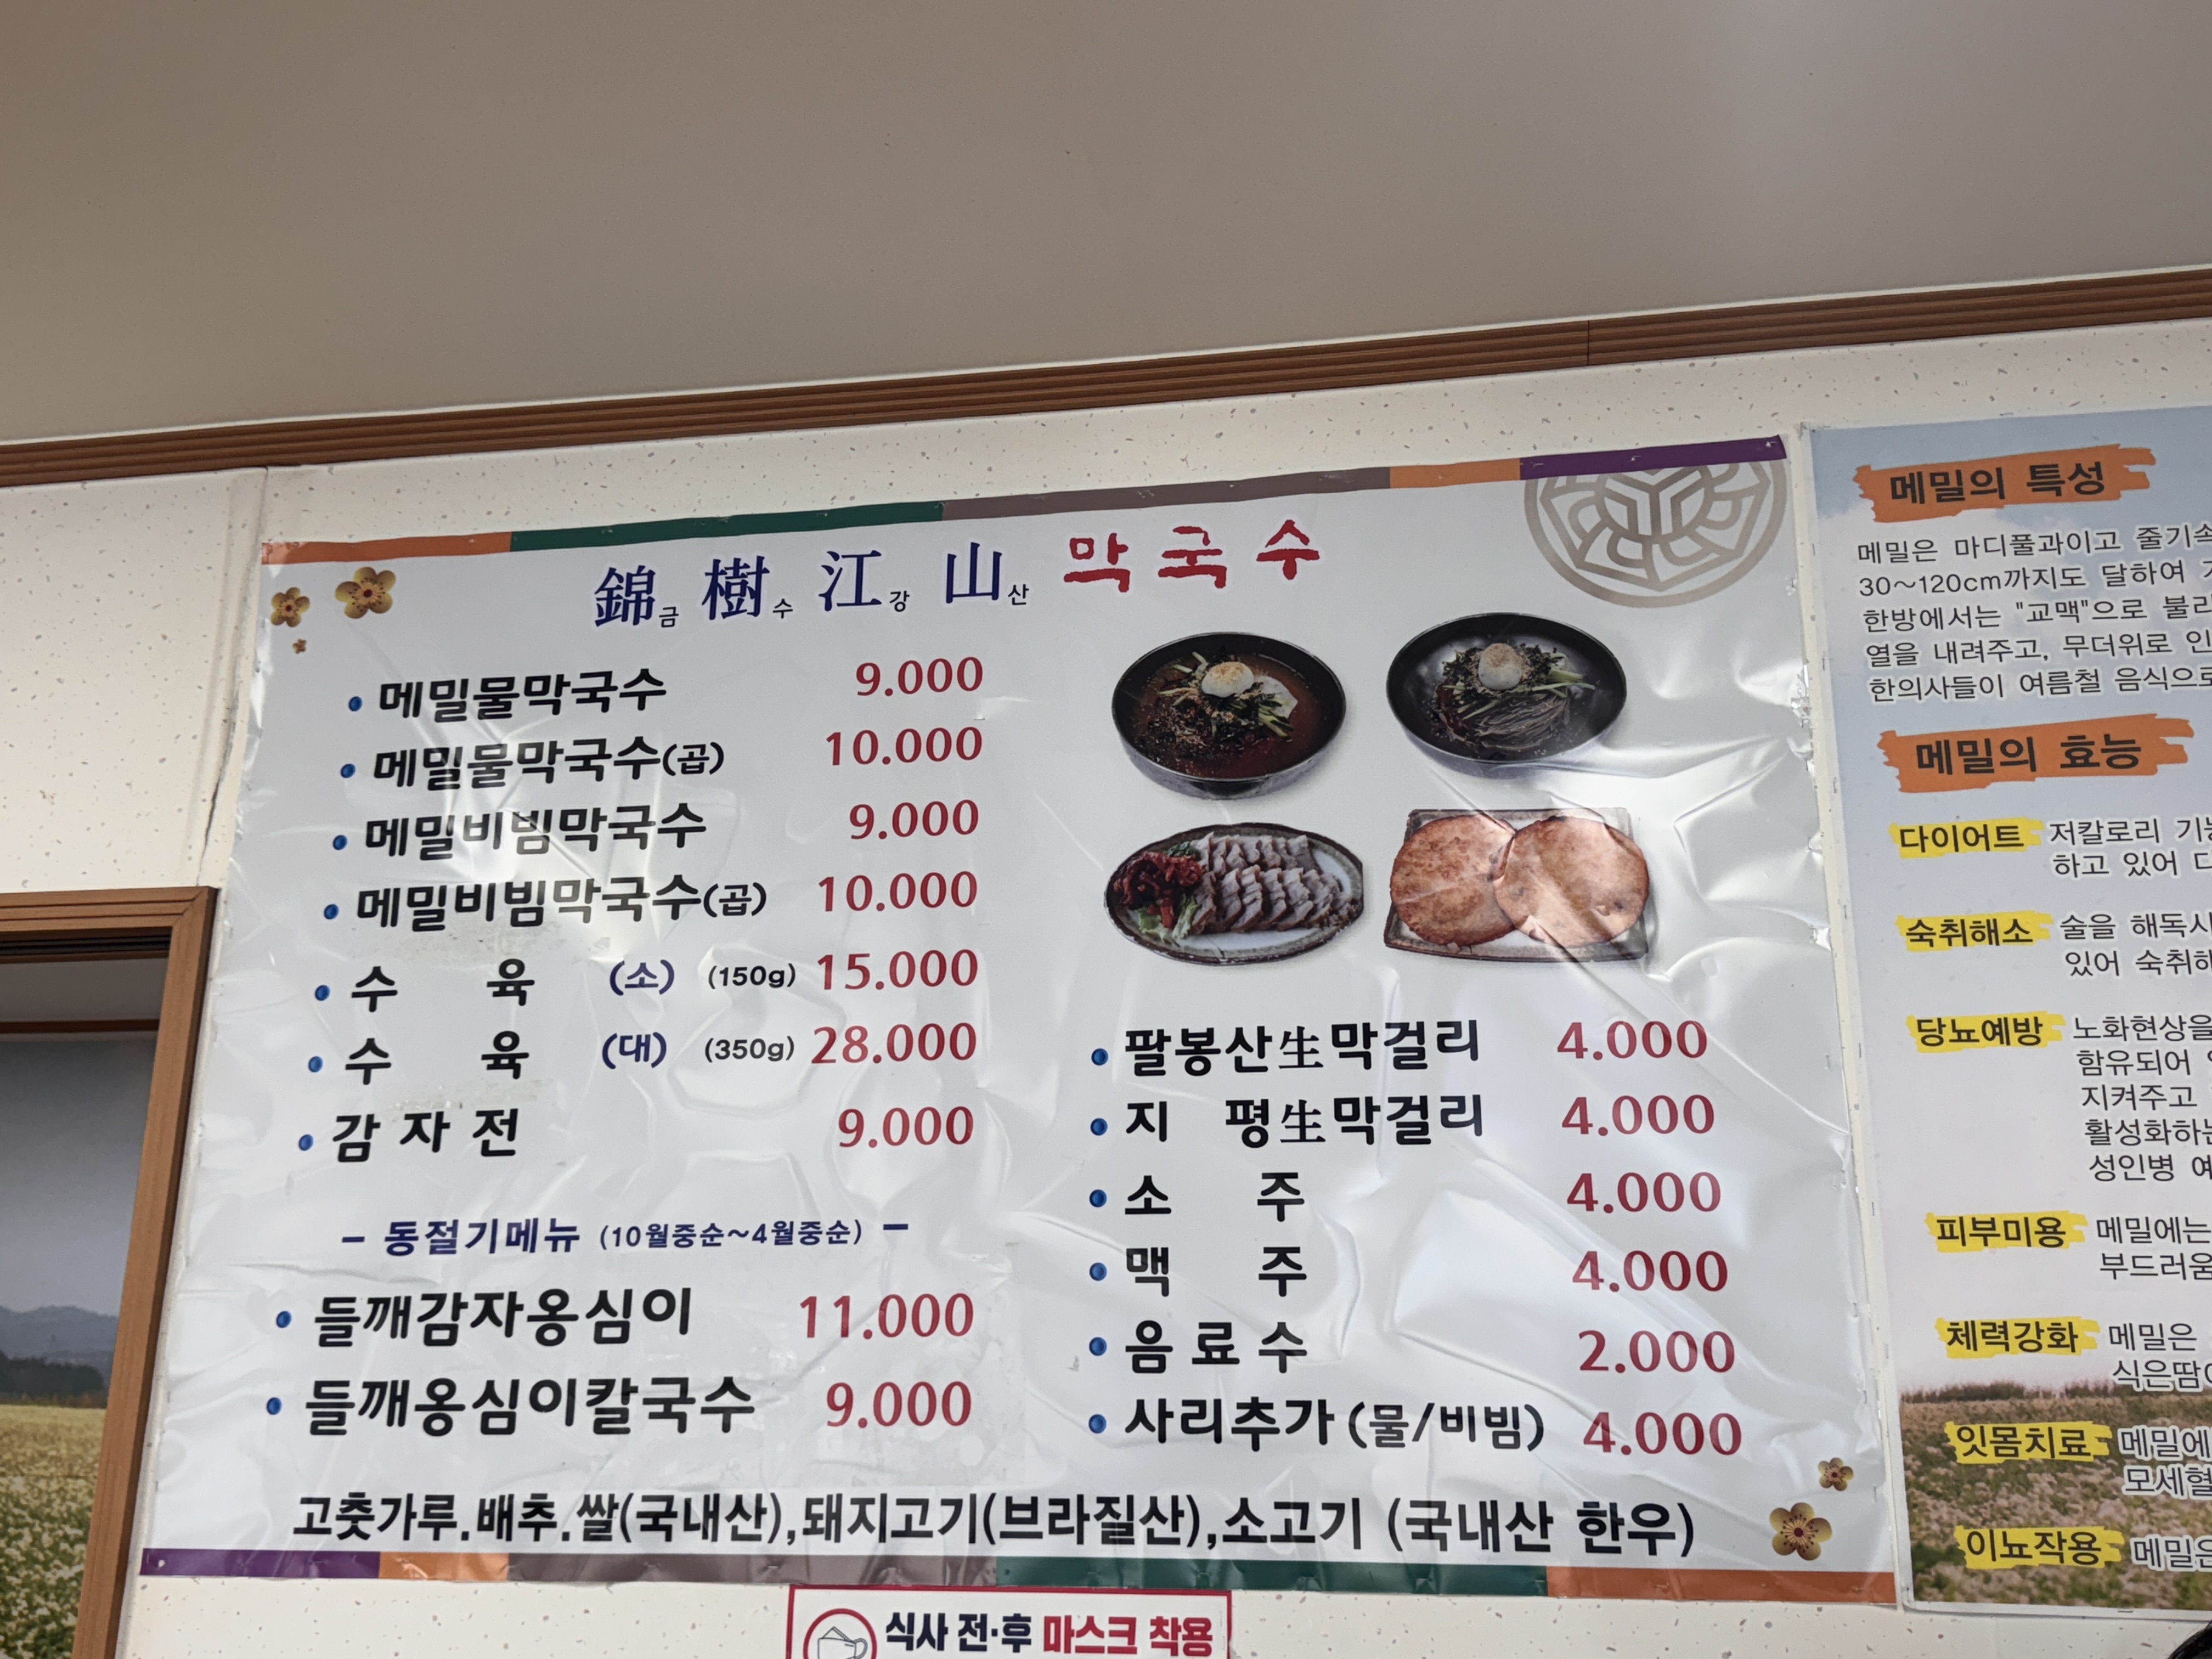 錦금 樹수 江강 山산 막국수
메밀물막국수 9.000
메밀물막국수(곱) 10.000
메밀비빔막국수 9.000
메밀비빔막국수(곱) 10.000
수 육 (소) (150g) 15.000
수 육 (대) (350g) 28.000
감 자 전 9.000
- 동절기메뉴 (10월중순~4월중순) -
들깨감자옹심이 11.000
들깨옹심이칼국수 9.000
팔봉산生막걸리 4.000
지 평生막걸리 4.000
소 주 4.000
맥 주 4.000
음 료 수 2.000
사리추가 (물/비빔) 4.000
고춧가루.배추.쌀(국내산),돼지고기(브라질산),소고기 (국내산 한우)
식사 전·후 마스크 착용
메밀의 특성
메밀은 마디풀과이고 줄기속
30~120cm까지도 달하여
한방에서는 "교맥"으로 불리
열을 내려주고, 무더위로 인
한의사들이 여름철 음식으로
메밀의 효능
다이어트 저칼로리 기능
하고 있어 다
숙취해소 술을 해독시
있어 숙취해
당뇨예방 노화현상을
함유되어
지켜주고
활성화하는
성인병 예
피부미용 메밀에는
부드러움
체력강화 메밀은
식은땀
잇몸치료 메밀에
모세혈
이뇨작용 메밀은